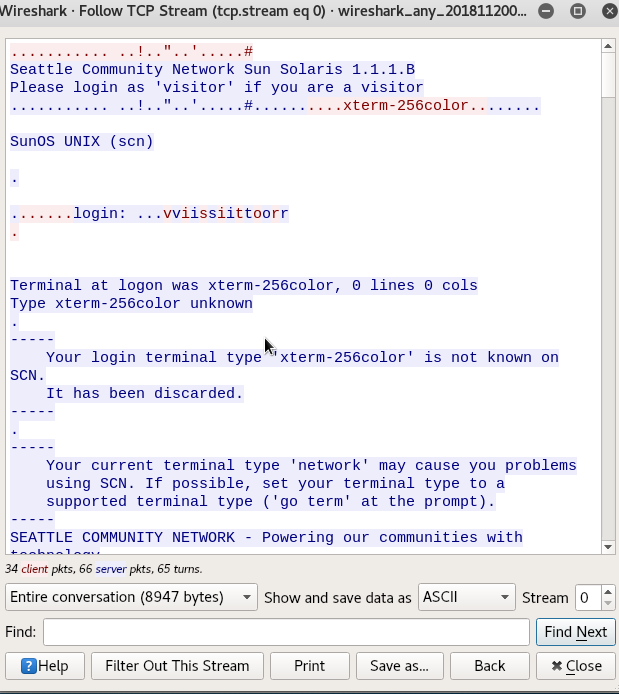 Wireshark · Follow TCP Stream (tcp.stream eq 0) · wireshark_any_201811200...
........... ..!.."..'.....#
Seattle Community Network Sun Solaris 1.1.1.B
Please login as 'visitor' if you are a visitor
........... ..!.."..'.....#..........xterm-256color........
SunOS UNIX (scn)
.
.......login: ...vviissiittoorr
.
Terminal at logon was xterm-256color, 0 lines 0 cols
Type xterm-256color unknown
.
-----
Your login terminal type 'xterm-256color' is not known on
SCN.
It has been discarded.
-----
.
-----
Your current terminal type 'network' may cause you problems
using SCN. If possible, set your terminal type to a
supported terminal type ('go term' at the prompt).
-----
SEATTLE COMMUNITY NETWORK - Powering our communities with
technology
34 client pkts, 66 server pkts, 65 turns.
Entire conversation (8947 bytes) Show and save data as ASCII Stream 0
Find: Find Next
?Help Filter Out This Stream Print Save as... Back Close